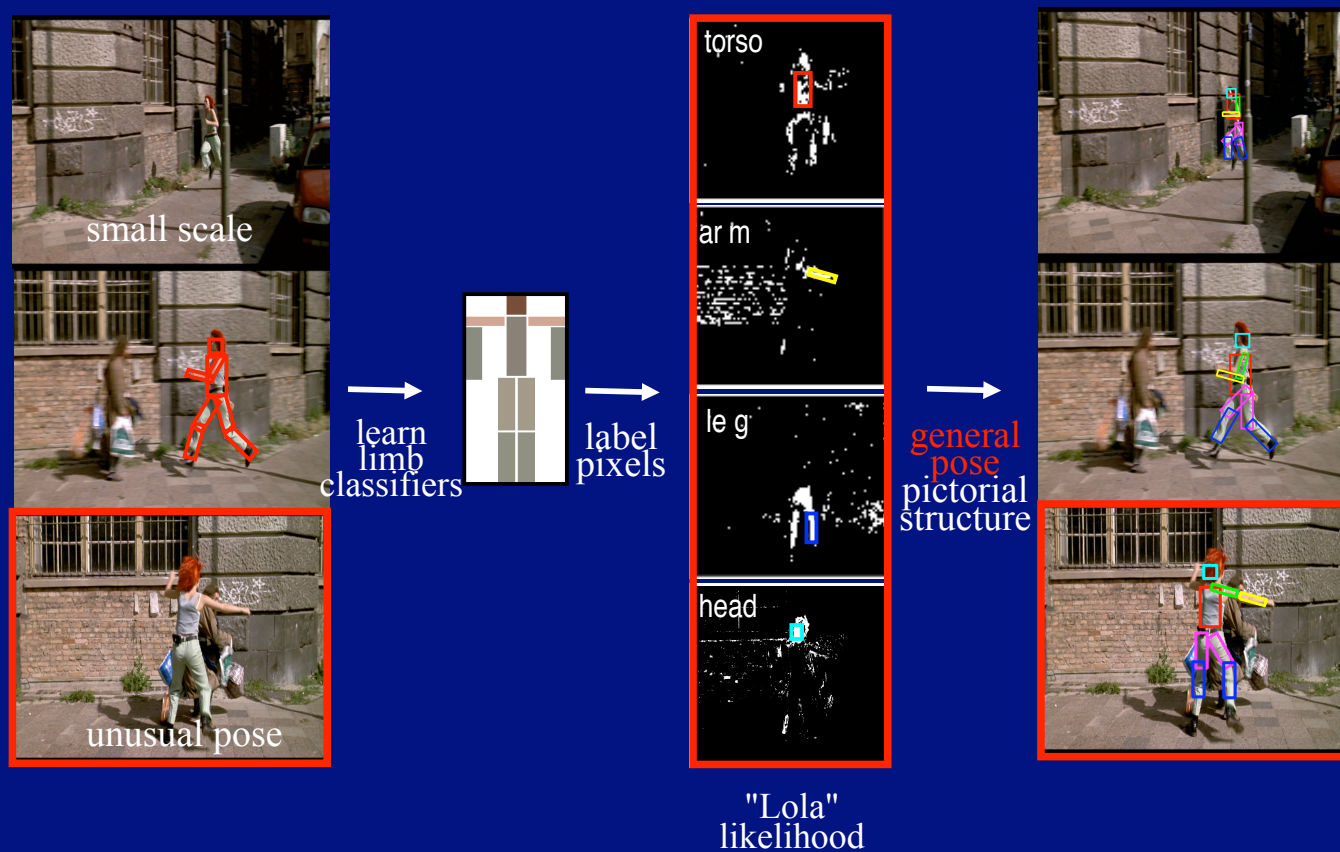 small scale
unusual pose
learn
limb
classifiers
label
pixels
torso
ar m
le g
head
"Lola"
likelihood
general
pose
pictorial
structure